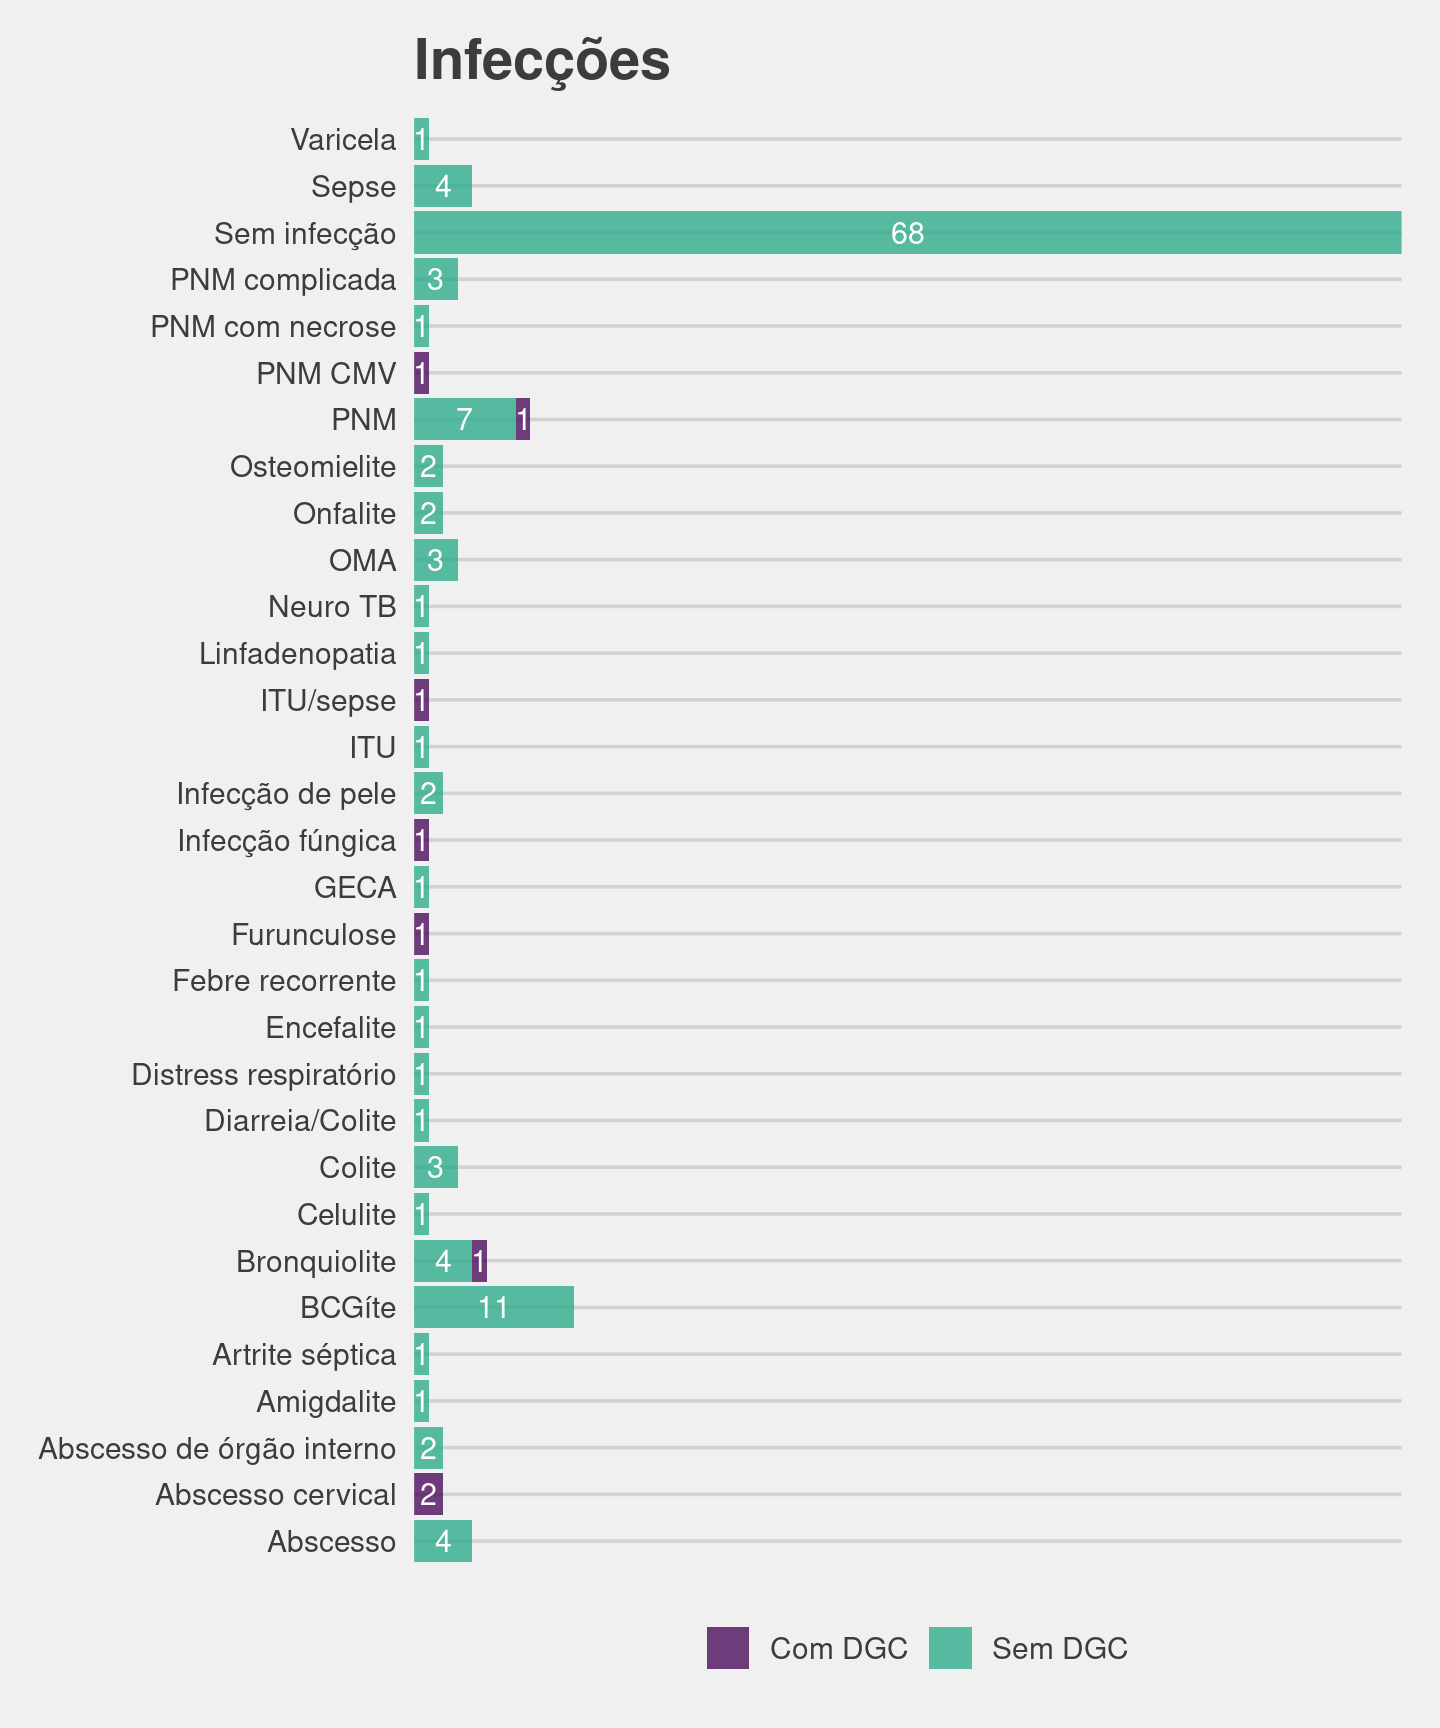 Infecções
Varicela 1
Sepse 4
Sem infecção 68
PNM complicada 3
PNM com necrose 1
PNM CMV 1
PNM 7 1
Osteomielite 2
Onfalite 2
OMA 3
Neuro TB 1
Linfadenopatia 1
ITU/sepse 1
ITU 1
Infecção de pele 2
Infecção fúngica 1
GECA 1
Furunculose 1
Febre recorrente 1
Encefalite 1
Distress respiratório 1
Diarreia/Colite 1
Colite 3
Celulite 1
Bronquiolite 4 1
BCGíte 11
Artrite séptica 1
Amigdalite 1
Abscesso de órgão interno 2
Abscesso cervical 2
Abscesso 4
Com DGC Sem DGC